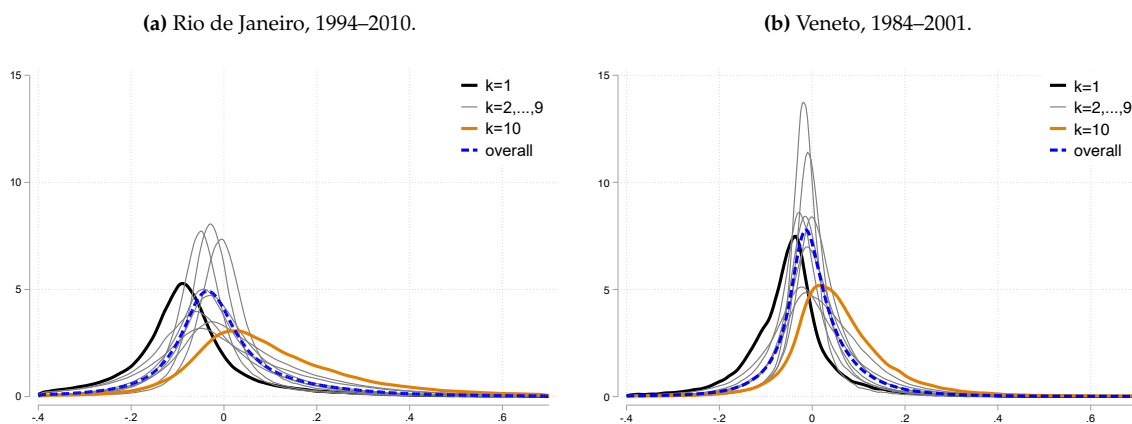 (a) Rio de Janeiro, 1994–2010.
15
10
5
0
-.4 -.2 0 .2 .4 .6
k=1
k=2,...,9
k=10
overall
(b) Veneto, 1984–2001.
15
10
5
0
-.4 -.2 0 .2 .4 .6
k=1
k=2,...,9
k=10
overall